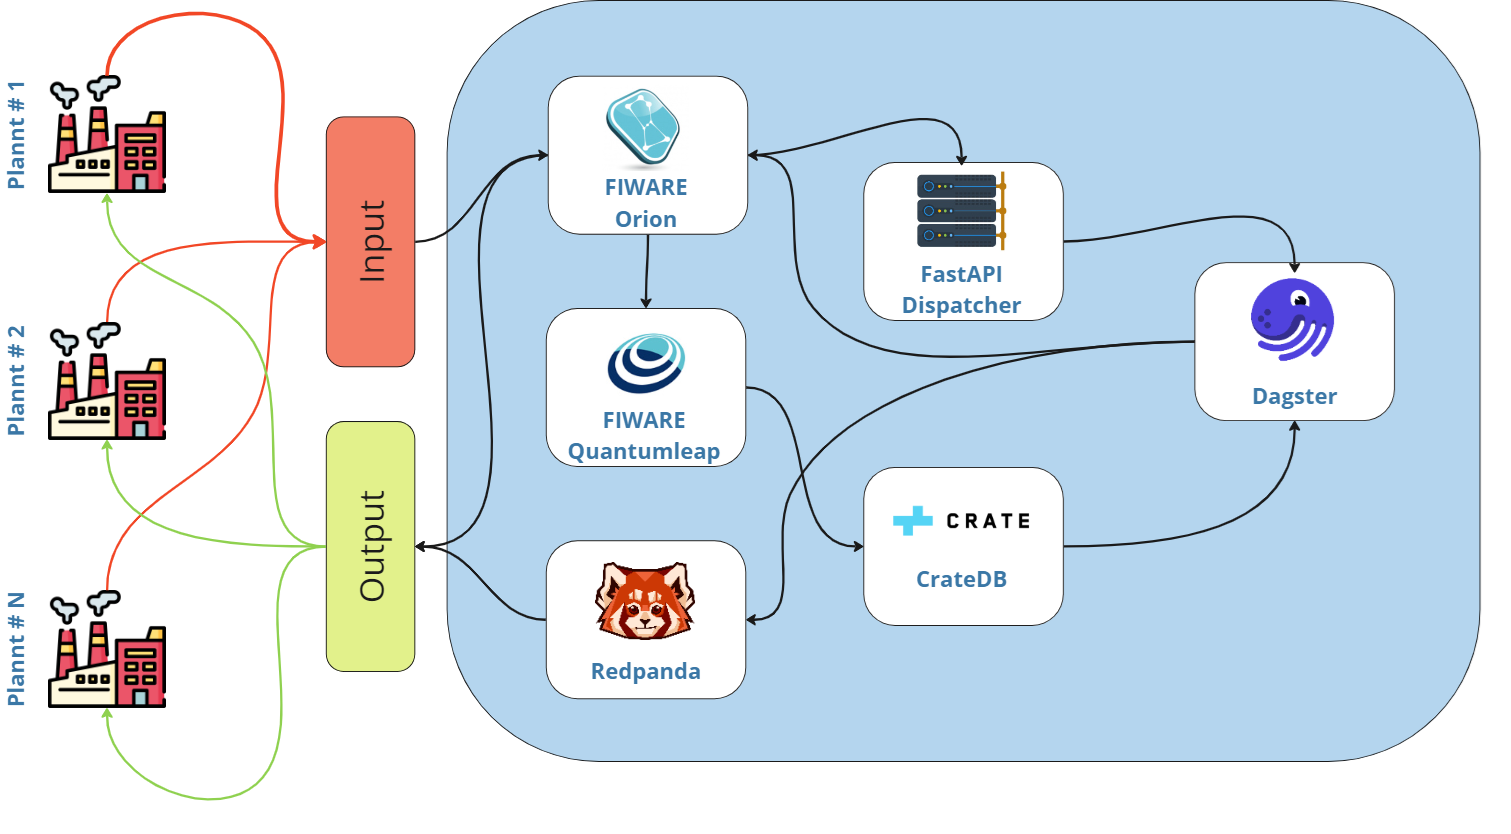 Plannt # 1
Plannt # 2
Plannt # N
Input
Output
FIWARE
Orion
FIWARE
Quantumleap
Redpanda
FastAPI
Dispatcher
CRATE
CrateDB
Dagster